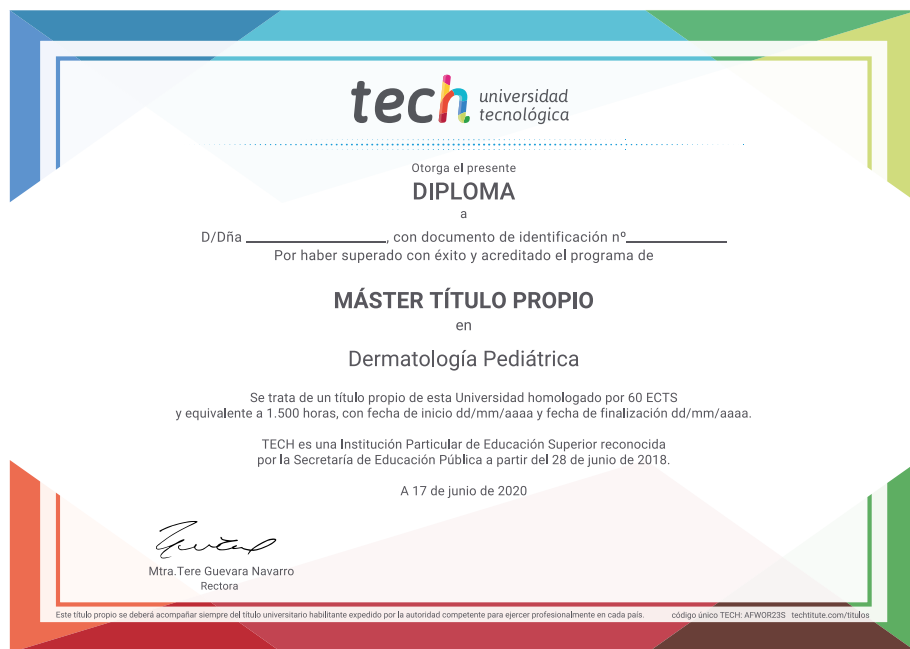 tech universidad
tecnológica
Otorga el presente
DIPLOMA
a
D/Dña ____________, con documento de identificación nº____________
Por haber superado con éxito y acreditado el programa de
MÁSTER TÍTULO PROPIO
en
Dermatología Pediátrica
Se trata de un título propio de esta Universidad homologado por 60 ECTS
y equivalente a 1.500 horas, con fecha de inicio dd/mm/aaaa y fecha de finalización dd/mm/aaaa.
TECH es una Institución Particular de Educación Superior reconocida
por la Secretaría de Educación Pública a partir del 28 de junio de 2018.
A 17 de junio de 2020
Mtra.Tere Guevara Navarro
Rectora
Este título propio se deberá acompañar siempre del título universitario habilitante expedido por la autoridad competente para ejercer profesionalmente en cada país. código único TECH: AFWOR23S techtitute.com/titulos